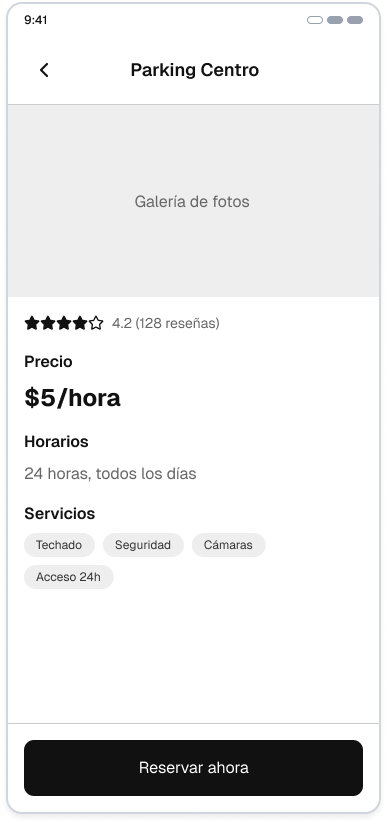 9:41
Parking Centro
Galería de fotos
4.2 (128 reseñas)
Precio
$5/hora
Horarios
24 horas, todos los días
Servicios
Techado Seguridad Cámaras
Acceso 24h
Reservar ahora